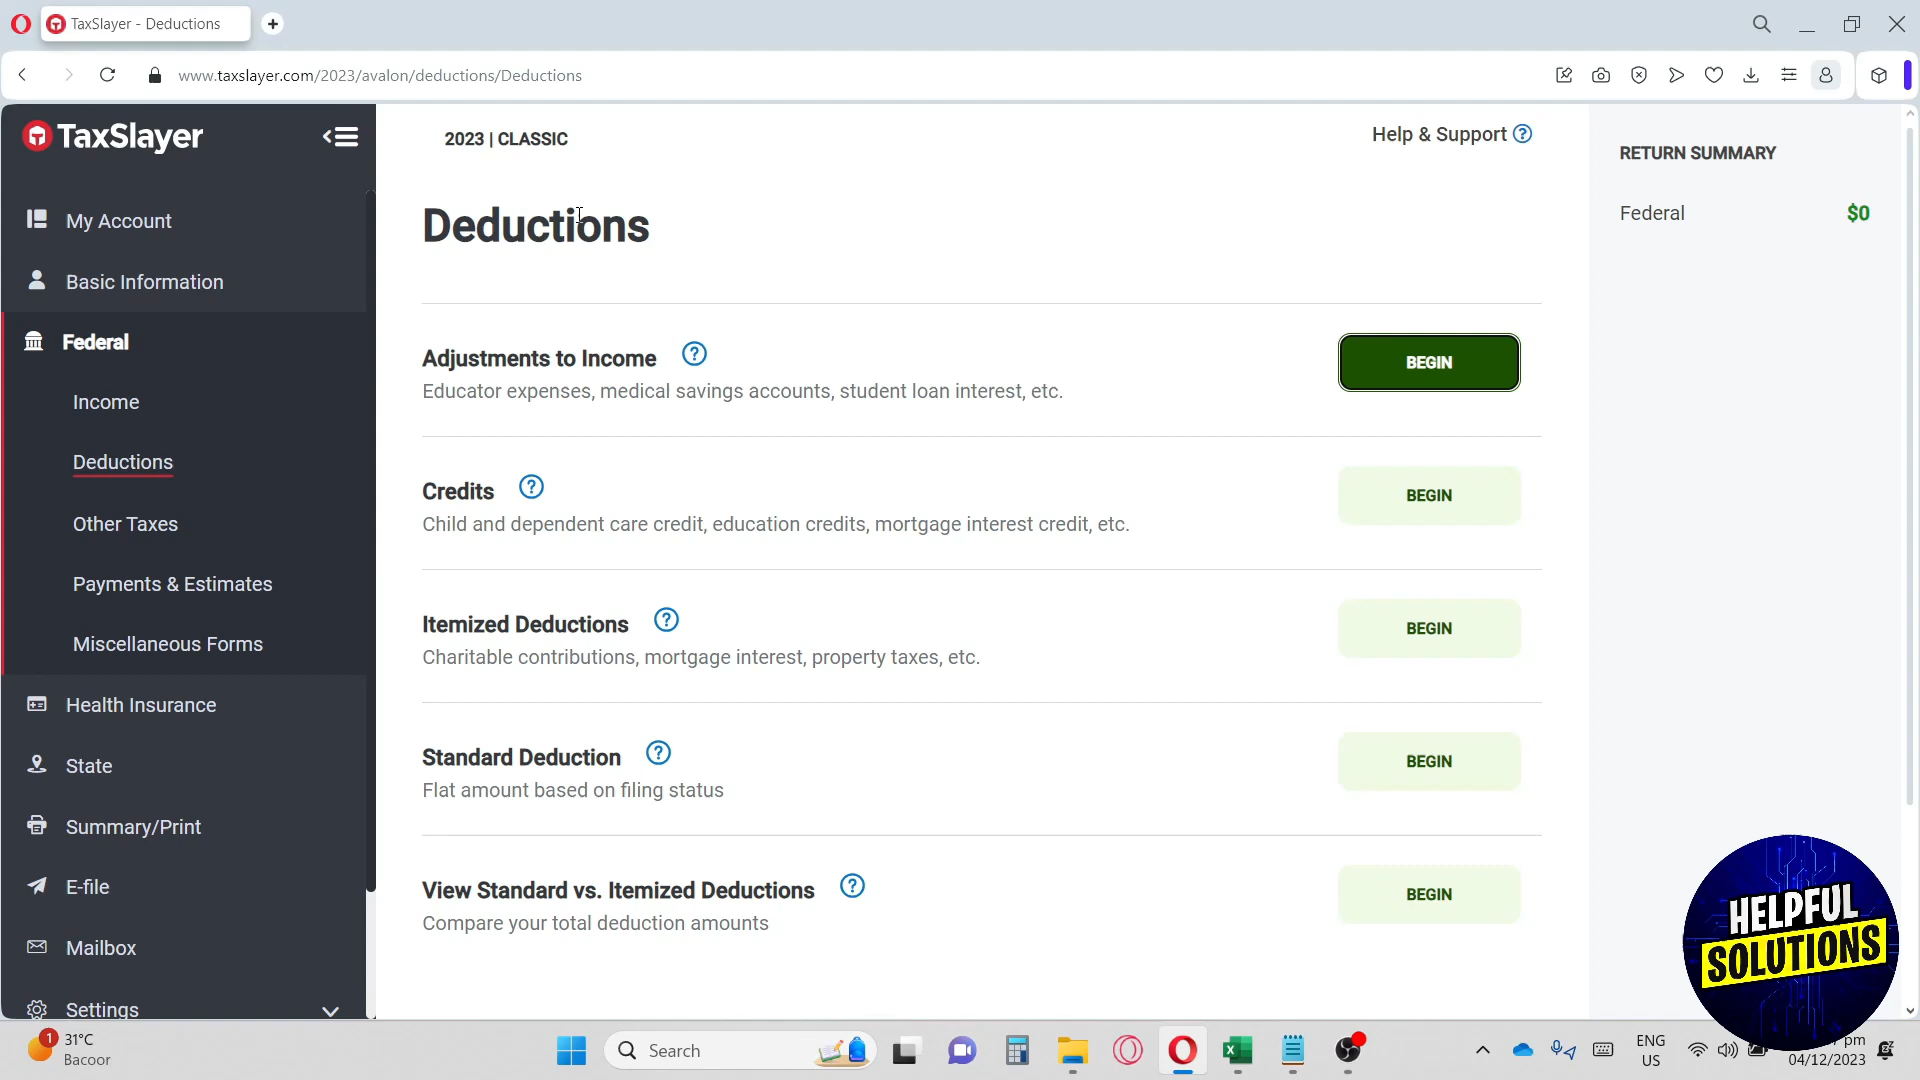 TaxSlayer - Deductions
www.taxslayer.com/2023/avalon/deductions/Deductions
TaxSlayer
2023 | CLASSIC
Help & Support
RETURN SUMMARY
Federal $0
My Account
Basic Information
Federal
Income
Deductions
Other Taxes
Payments & Estimates
Miscellaneous Forms
Health Insurance
State
Summary/Print
E-file
Mailbox
Settings
Deductions
Adjustments to Income
Educator expenses, medical savings accounts, student loan interest, etc.
BEGIN
Credits
Child and dependent care credit, education credits, mortgage interest credit, etc.
BEGIN
Itemized Deductions
Charitable contributions, mortgage interest, property taxes, etc.
BEGIN
Standard Deduction
Flat amount based on filing status
BEGIN
View Standard vs. Itemized Deductions
Compare your total deduction amounts
BEGIN
HELPFUL
SOLUTIONS
1
31°C
Bacoor
Search
ENG
US
pm
04/12/2023